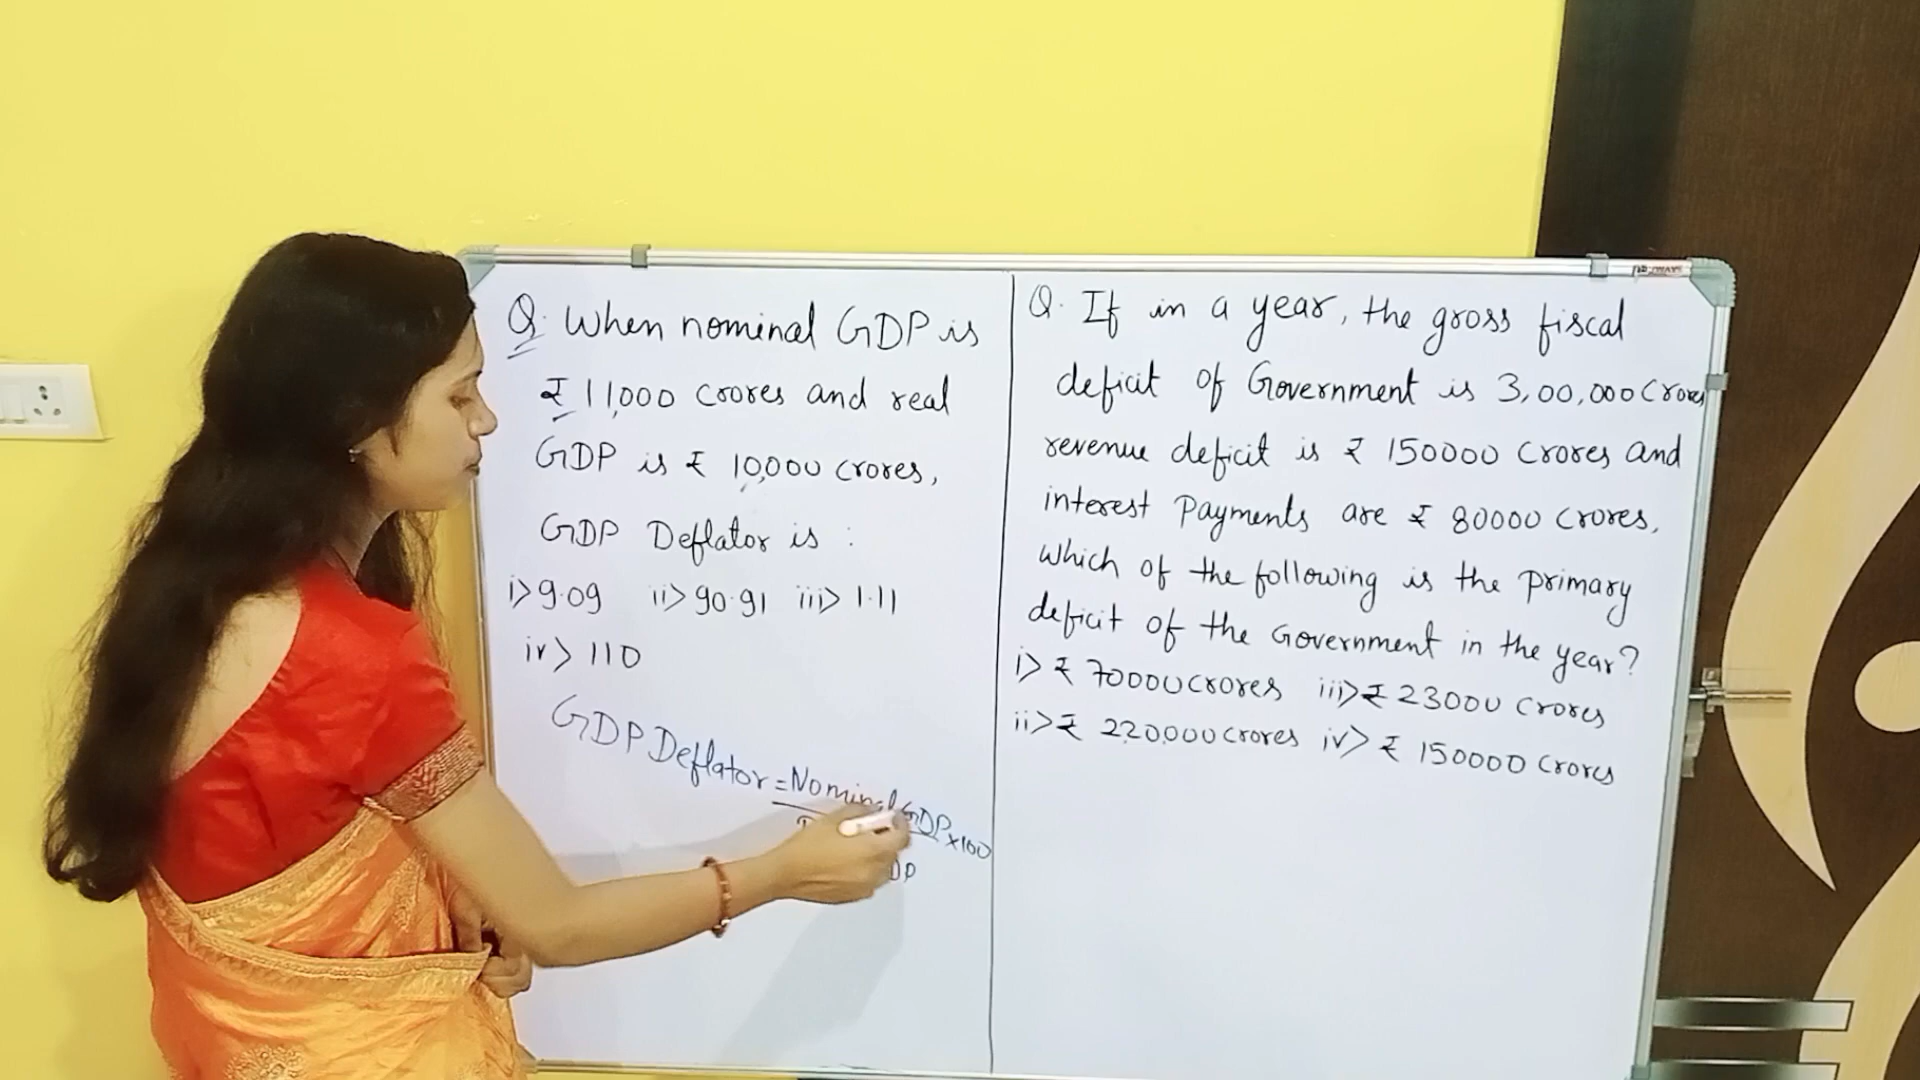 Q. When nominal GDP is
₹ 11,000 crores and real
GDP is ₹ 10,000 crores,
GDP Deflator is :
i> 9.09 ii> 90.91 iii> 1.11
iv> 110
GDP Deflator = Nominal GDP x100
DP
Q. If in a year, the gross fiscal
deficit of Government is 3,00,000 Crores
revenue deficit is ₹ 150000 Crores and
interest Payments are ₹ 80000 Crores,
which of the following is the primary
deficit of the Government in the year?
i> ₹ 70000 crores iii> ₹ 23000 Crores
ii> ₹ 220000 crores iv> ₹ 150000 Crores